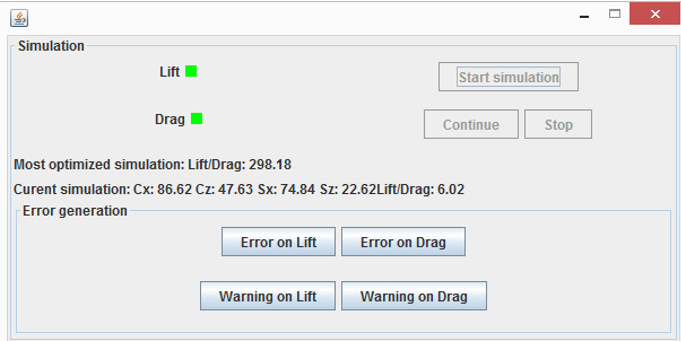 Simulation
Lift
Start simulation
Drag
Continue Stop
Most optimized simulation: Lift/Drag: 298.18
Curent simulation: Cx: 86.62 Cz: 47.63 Sx: 74.84 Sz: 22.62Lift/Drag: 6.02
Error generation
Error on Lift Error on Drag
Warning on Lift Warning on Drag